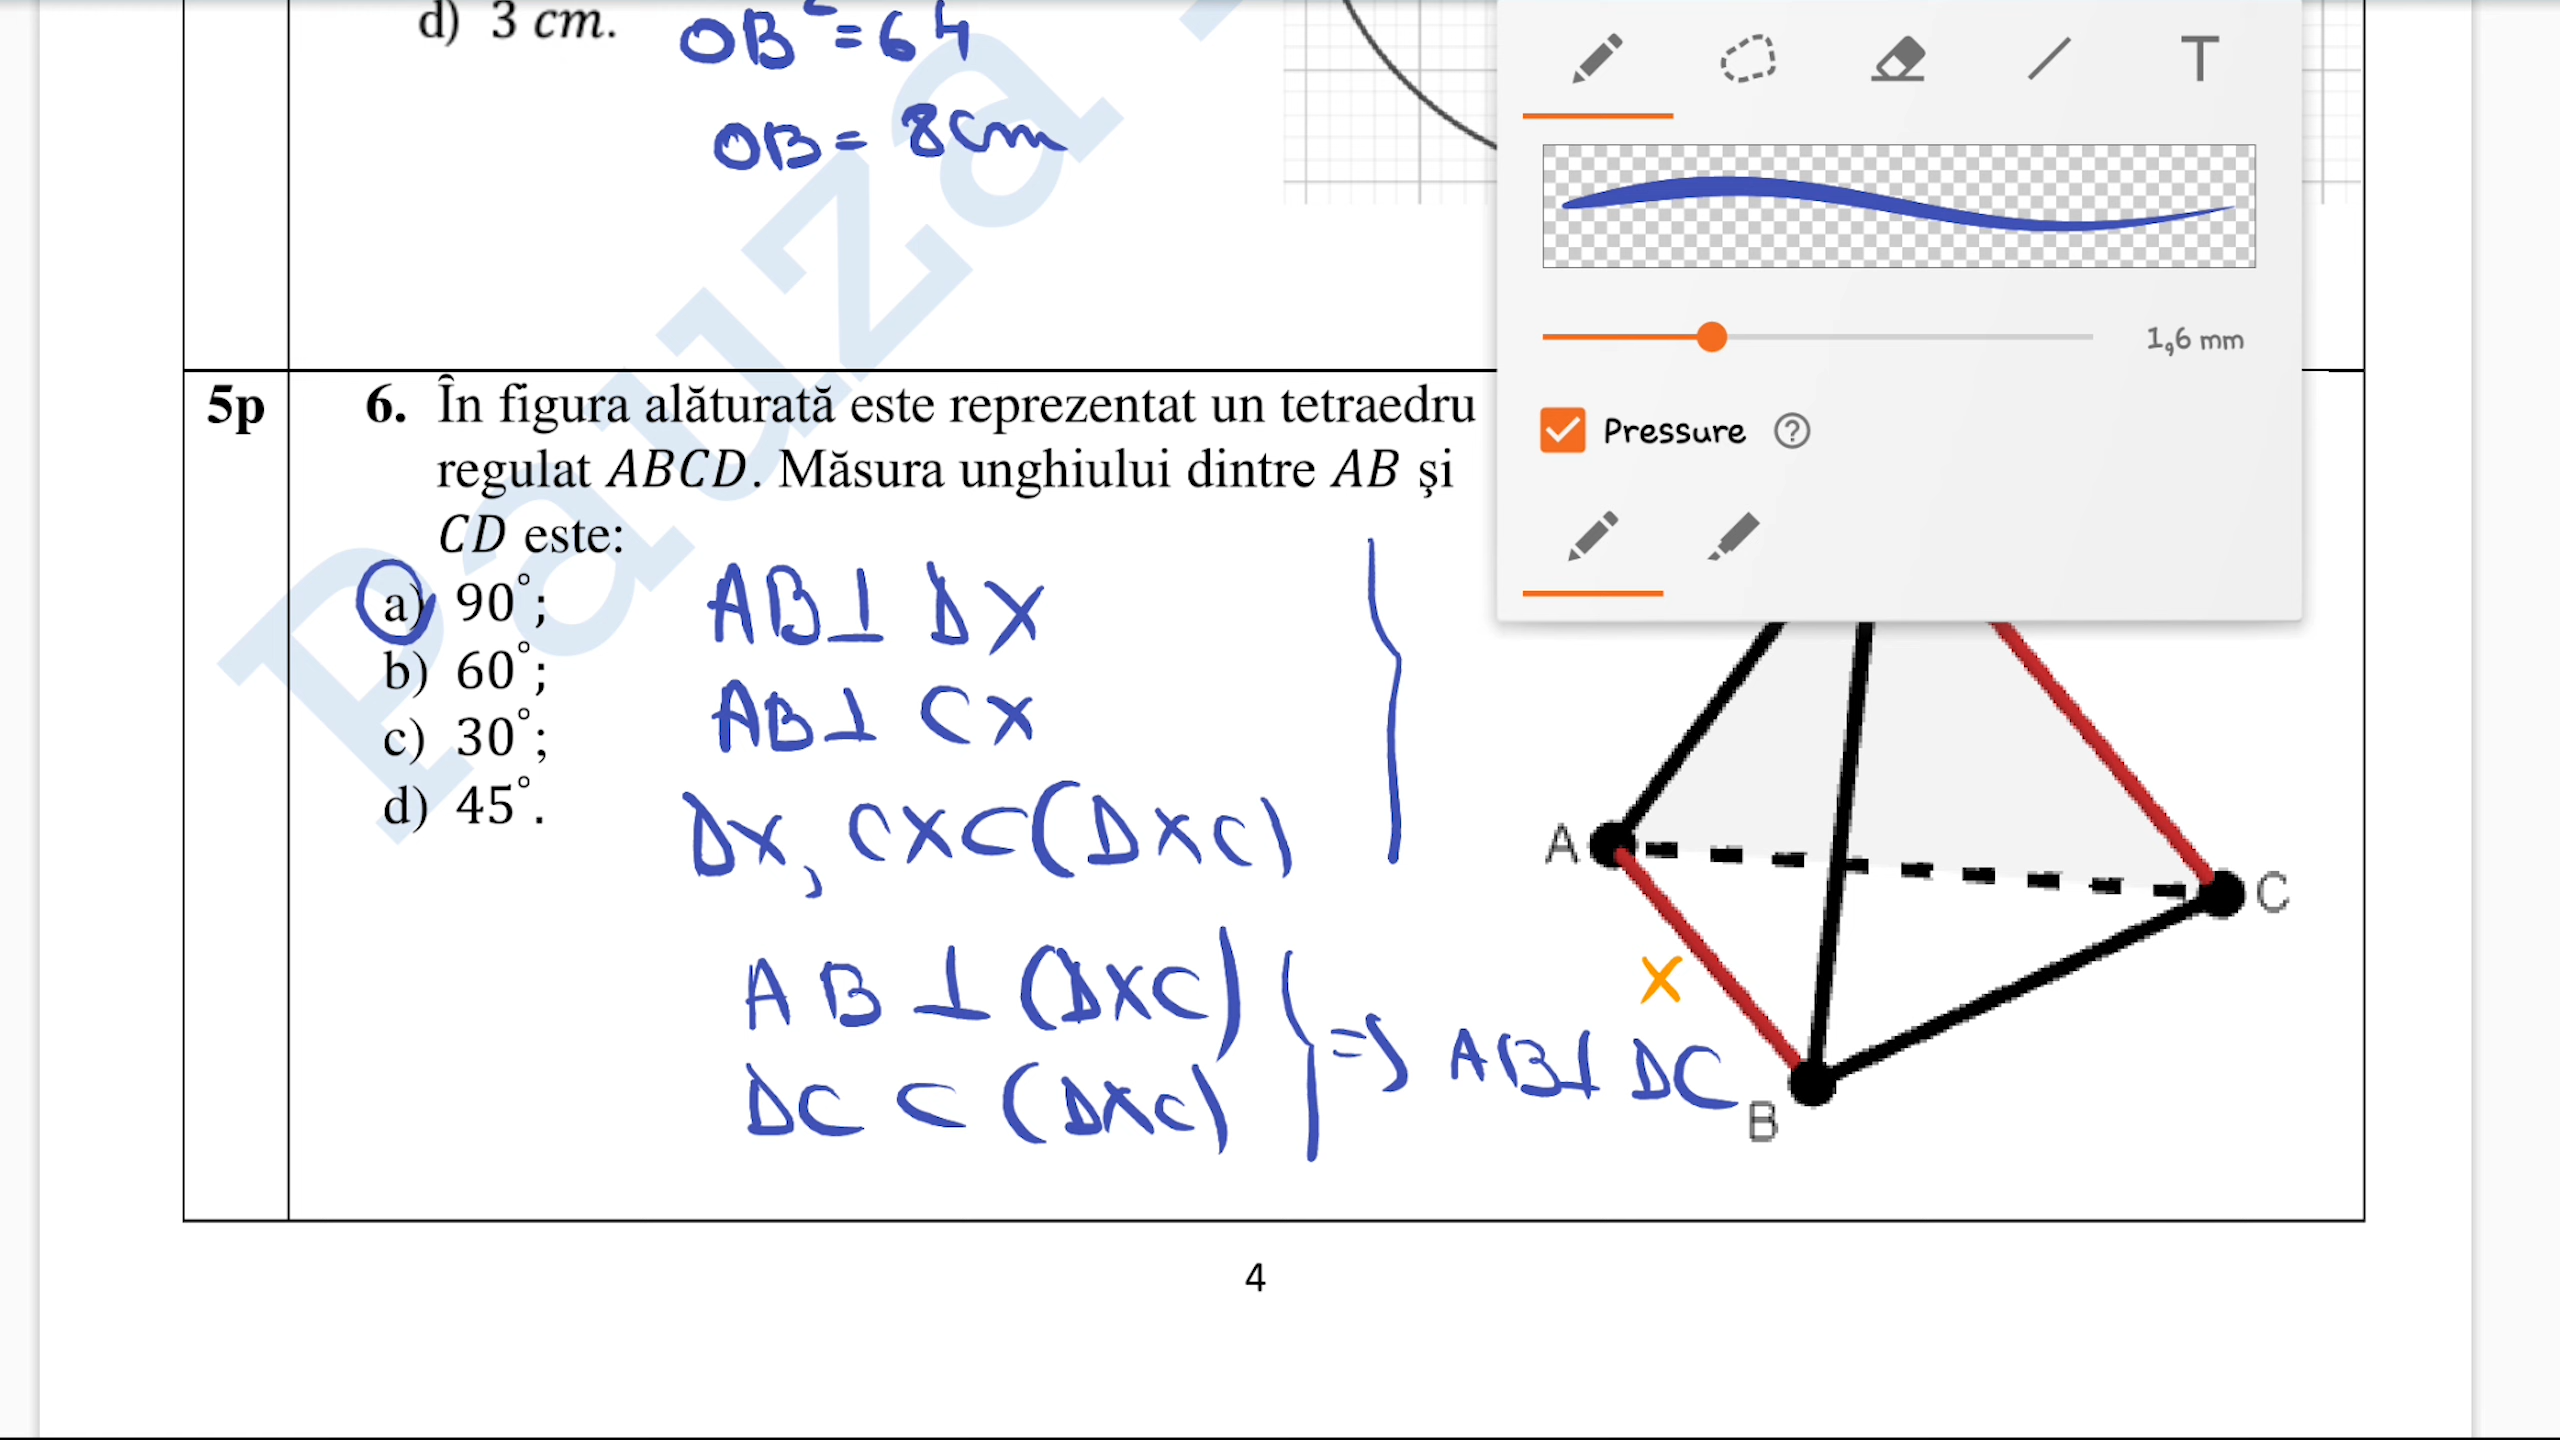 d) 3 cm.
OB² = 64
OB = 8cm
1,6 mm
Pressure
5p
6. În figura alăturată este reprezentat un tetraedru
regulat ABCD. Măsura unghiului dintre AB şi
CD este:
a) 90°;
b) 60°;
c) 30°;
d) 45°.
AB ⊥ DX
AB ⊥ CX
DX, CX ⊂ (DXC)
AB ⊥ (DXC)
DC ⊂ (DXC)
=> AB ⊥ DC
A
C
X
B
4
Pauza
T